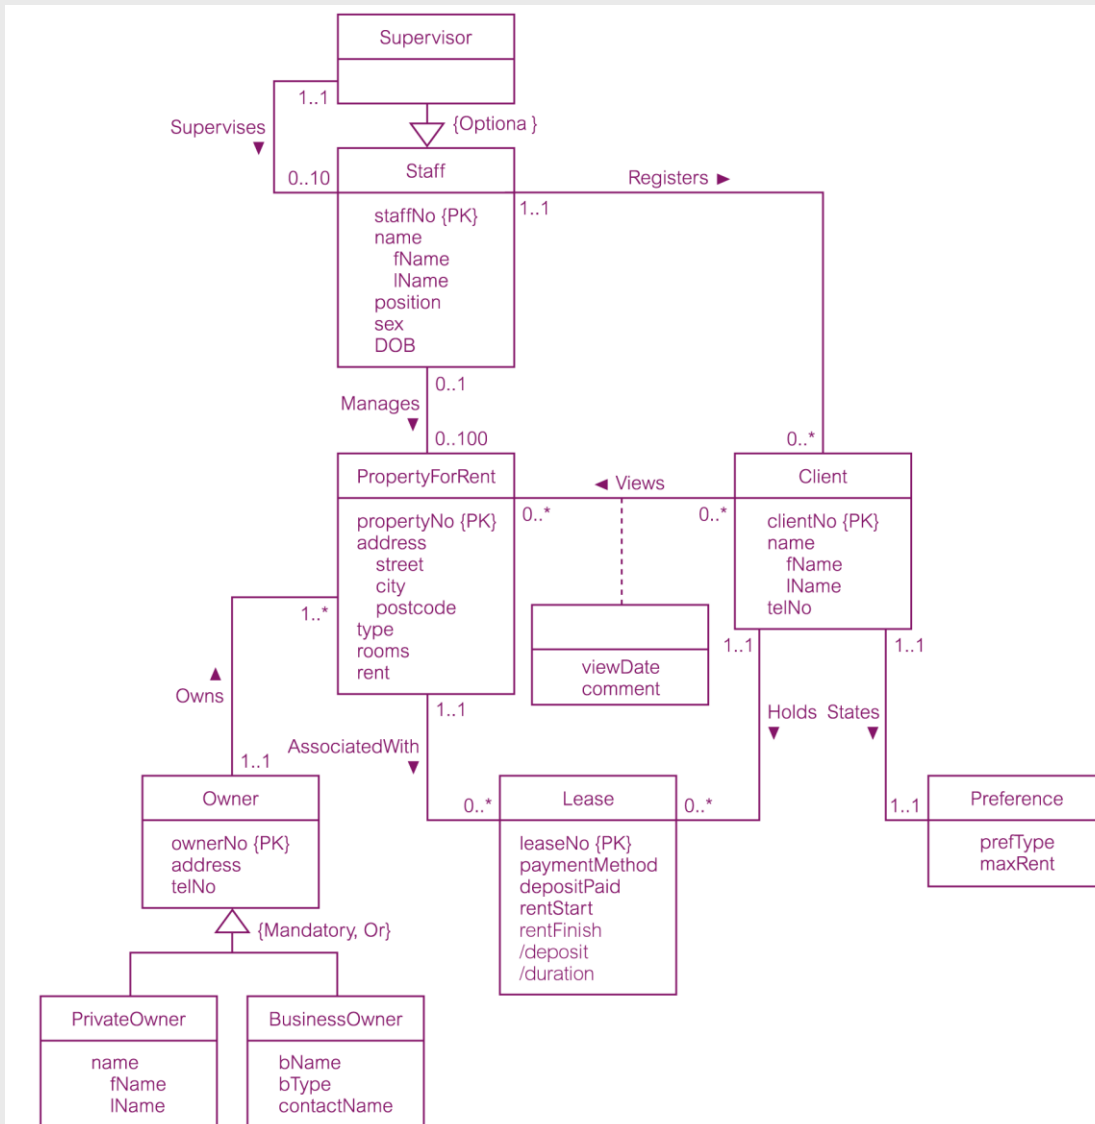 Supervisor
1..1
Supervises
{Optiona }
0..10
Staff
staffNo {PK}
name
fName
lName
position
sex
DOB
Registers
1..1
0..1
Manages
0..100
0..*
PropertyForRent
propertyNo {PK}
address
street
city
postcode
type
rooms
rent
Views
0..*
0..*
Client
clientNo {PK}
name
fName
lName
telNo
viewDate
comment
1..*
Owns
1..1
1..1
AssociatedWith
0..*
1..1
1..1
Holds
States
0..*
1..1
Owner
ownerNo {PK}
address
telNo
Lease
leaseNo {PK}
paymentMethod
depositPaid
rentStart
rentFinish
/deposit
/duration
Preference
prefType
maxRent
{Mandatory, Or}
PrivateOwner
name
fName
lName
BusinessOwner
bName
bType
contactName